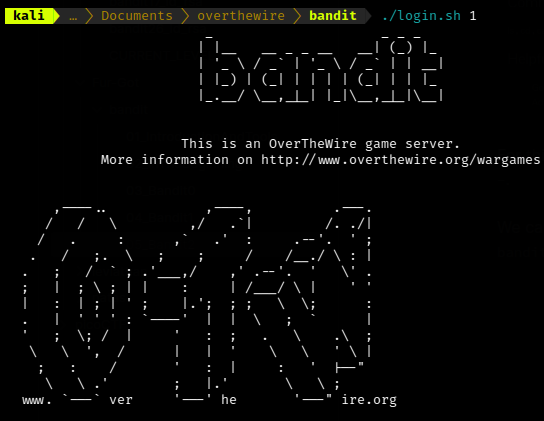 kali … Documents overthewire bandit ./login.sh 1
bandit
This is an OverTheWire game server.
More information on http://www.overthewire.org/wargames
www. ver he ire.org